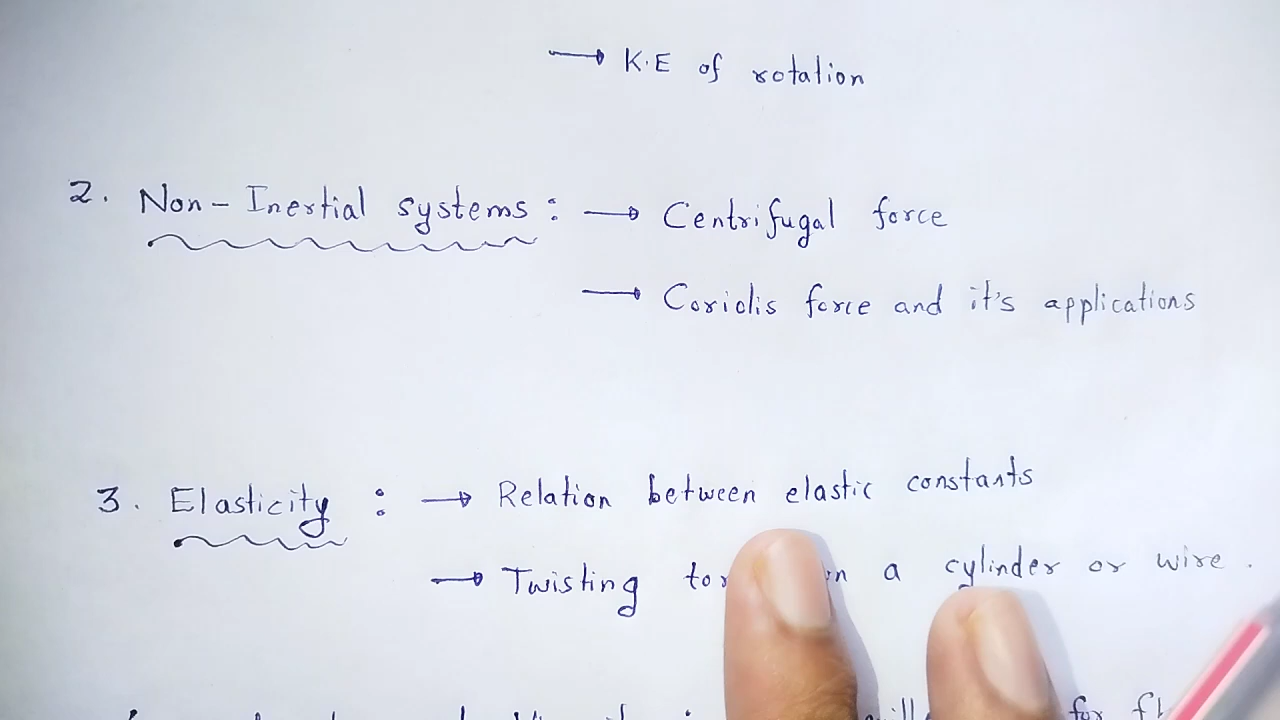 → K.E of rotation
2. Non-Inertial systems : → Centrifugal force
→ Coriolis force and it's applications
3. Elasticity : → Relation between elastic constants
→ Twisting a cylinder or wire.
for